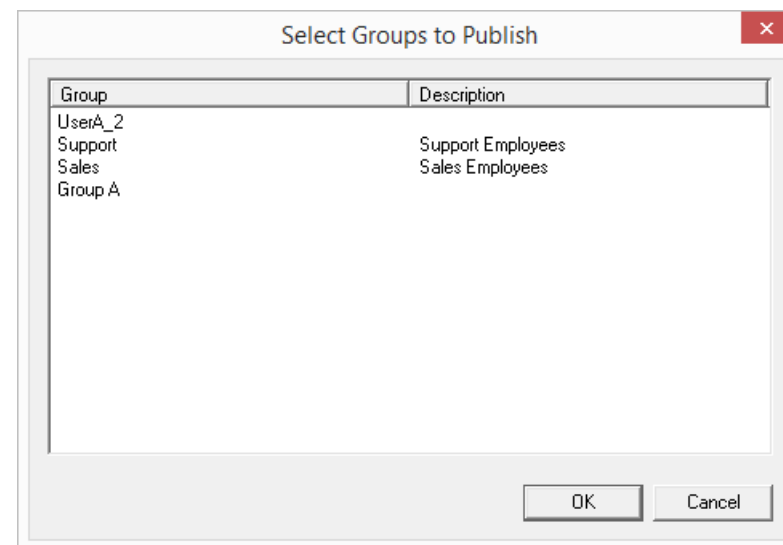 Select Groups to Publish
Group Description
UserA_2
Support Support Employees
Sales Sales Employees
Group A
OK Cancel